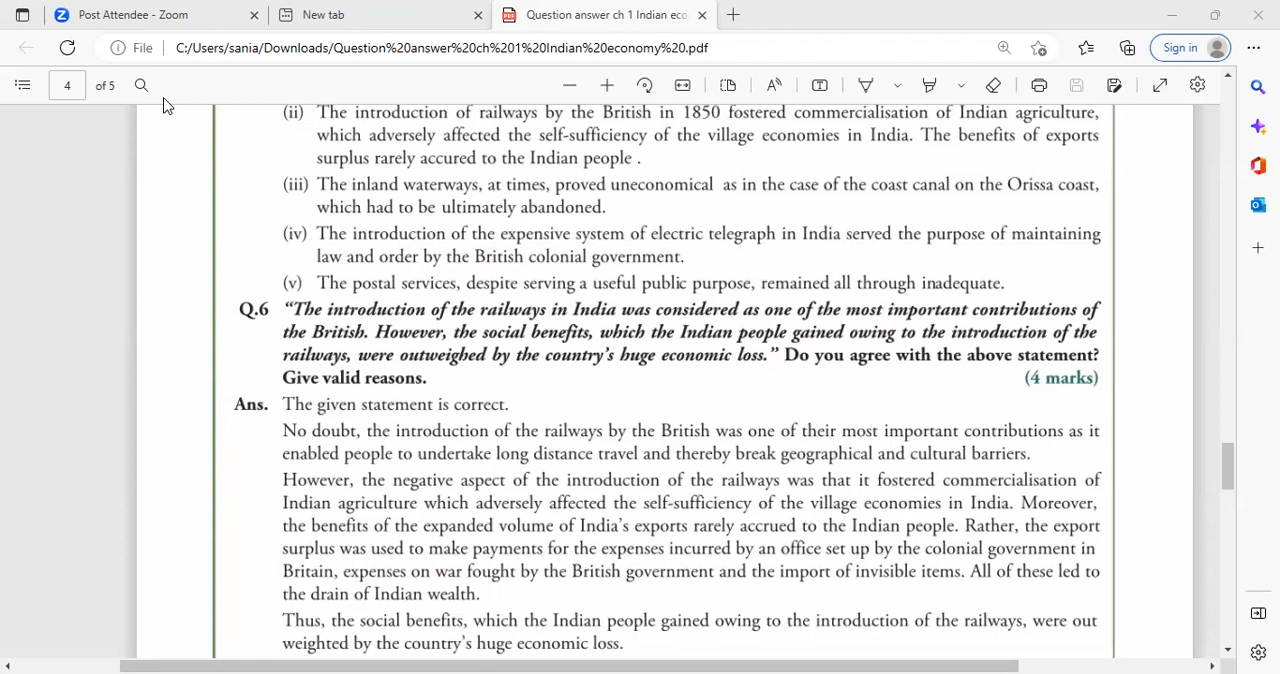 Post Attendee - Zoom
New tab
Question answer ch 1 Indian eco
File
C:/Users/sania/Downloads/Question%20answer%20ch%201%20Indian%20economy%20.pdf
Sign in
4
of 5
(ii) The introduction of railways by the British in 1850 fostered commercialisation of Indian agriculture,
which adversely affected the self-sufficiency of the village economies in India. The benefits of exports
surplus rarely accured to the Indian people .
(iii) The inland waterways, at times, proved uneconomical as in the case of the coast canal on the Orissa coast,
which had to be ultimately abandoned.
(iv) The introduction of the expensive system of electric telegraph in India served the purpose of maintaining
law and order by the British colonial government.
(v) The postal services, despite serving a useful public purpose, remained all through inadequate.
Q.6 “The introduction of the railways in India was considered as one of the most important contributions of
the British. However, the social benefits, which the Indian people gained owing to the introduction of the
railways, were outweighed by the country’s huge economic loss.” Do you agree with the above statement?
Give valid reasons. (4 marks)
Ans. The given statement is correct.
No doubt, the introduction of the railways by the British was one of their most important contributions as it
enabled people to undertake long distance travel and thereby break geographical and cultural barriers.
However, the negative aspect of the introduction of the railways was that it fostered commercialisation of
Indian agriculture which adversely affected the self-sufficiency of the village economies in India. Moreover,
the benefits of the expanded volume of India’s exports rarely accrued to the Indian people. Rather, the export
surplus was used to make payments for the expenses incurred by an office set up by the colonial government in
Britain, expenses on war fought by the British government and the import of invisible items. All of these led to
the drain of Indian wealth.
Thus, the social benefits, which the Indian people gained owing to the introduction of the railways, were out
weighted by the country’s huge economic loss.